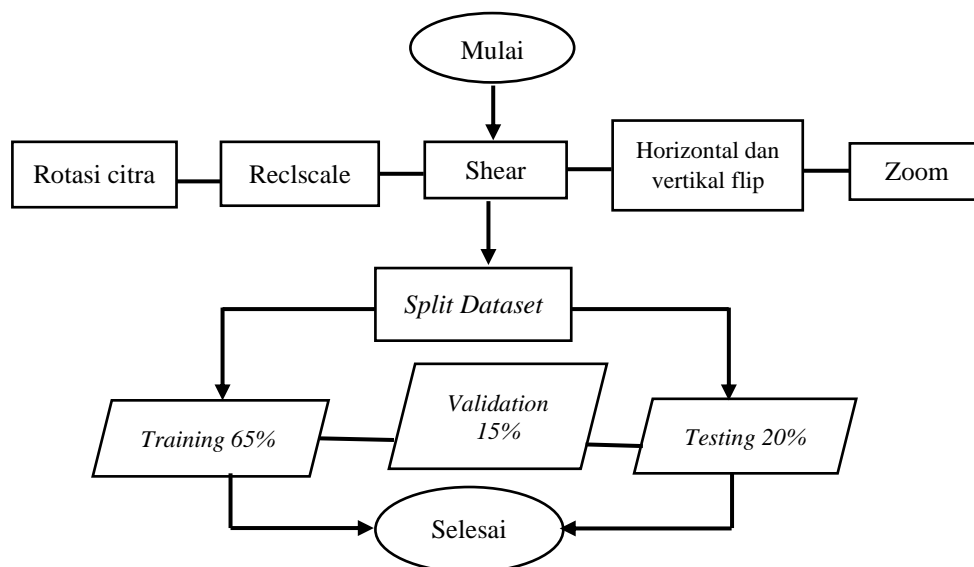 Mulai
Rotasi citra
Reclscale
Shear
Horizontal dan
vertikal flip
Zoom
Split Dataset
Training 65%
Validation
15%
Testing 20%
Selesai